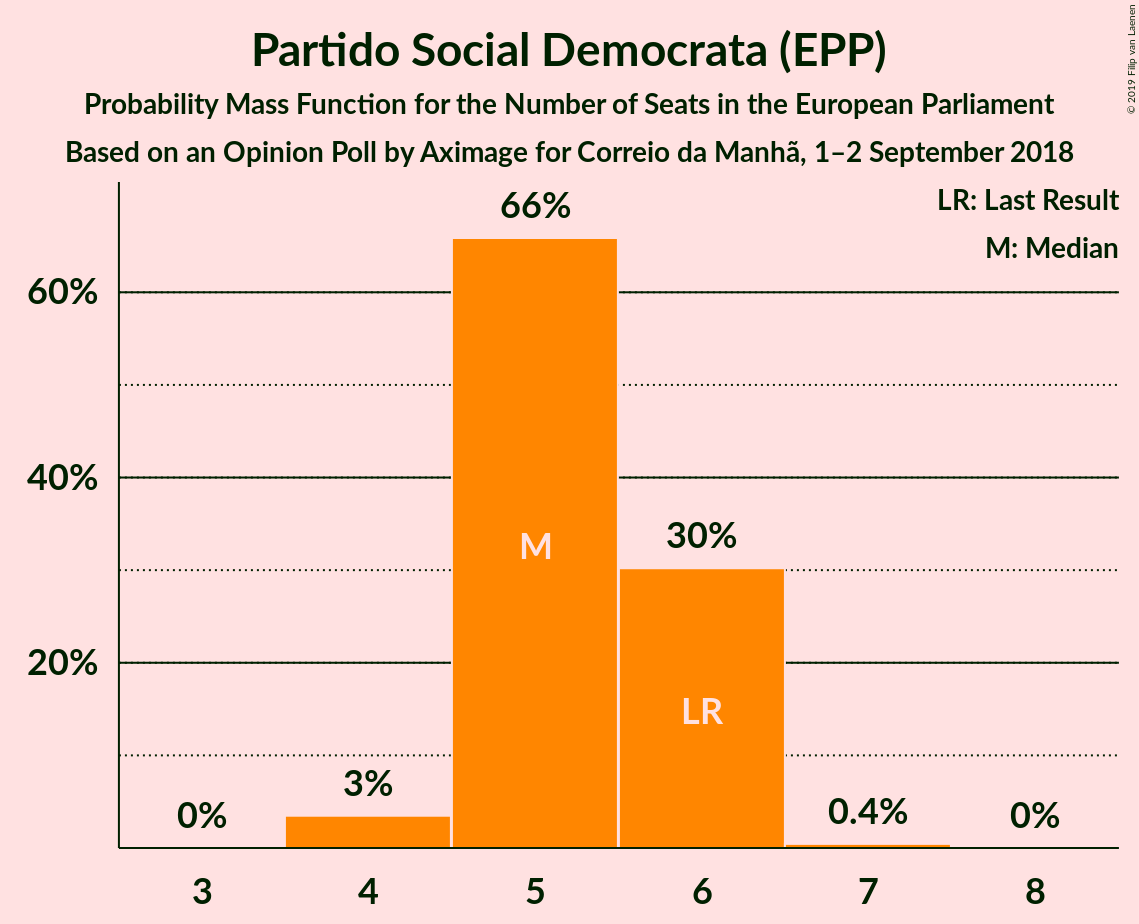 Partido Social Democrata (EPP)
Probability Mass Function for the Number of Seats in the European Parliament
Based on an Opinion Poll by Aximage for Correio da Manhã, 1–2 September 2018
© 2019 Filip van Laenen
LR: Last Result
M: Median
60%
40%
20%
0%
3%
66%
30%
0.4%
0%
M
LR
3 4 5 6 7 8